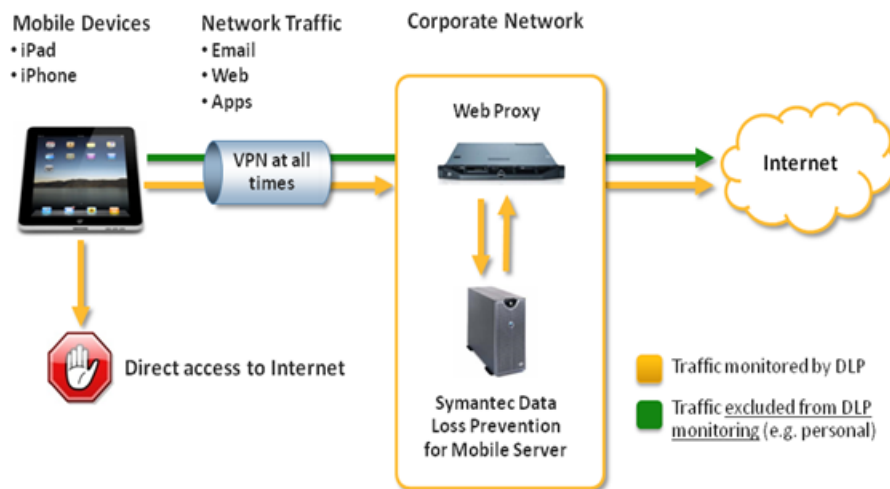 Mobile Devices
• iPad
• iPhone
Network Traffic
• Email
• Web
• Apps
Corporate Network
VPN at all
times
Web Proxy
Internet
Direct access to Internet
Symantec Data
Loss Prevention
for Mobile Server
Traffic monitored by DLP
Traffic excluded from DLP
monitoring (e.g. personal)